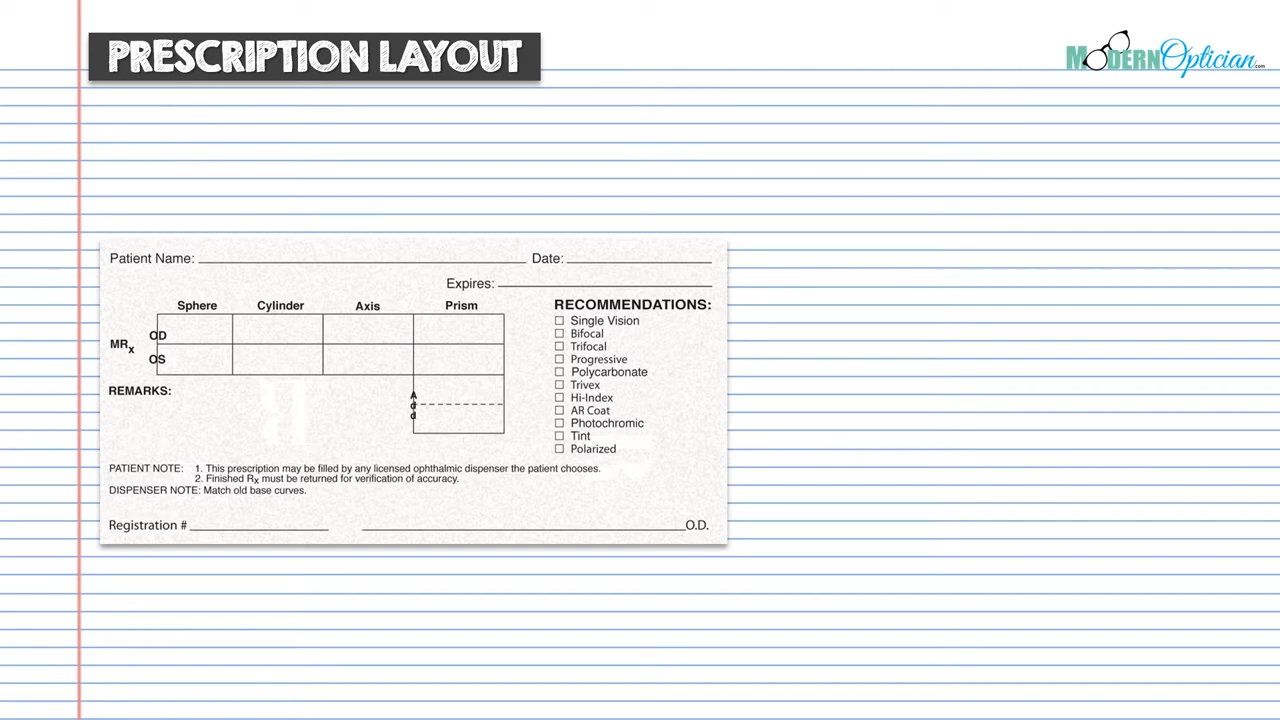 PRESCRIPTION LAYOUT
MODERNOptician.com
Patient Name: Date:
Expires:
Sphere Cylinder Axis Prism
MRx
OD
OS
REMARKS:
Add
RECOMMENDATIONS:
Single Vision
Bifocal
Trifocal
Progressive
Polycarbonate
Trivex
Hi-Index
AR Coat
Photochromic
Tint
Polarized
PATIENT NOTE: 1. This prescription may be filled by any licensed ophthalmic dispenser the patient chooses.
2. Finished Rx must be returned for verification of accuracy.
DISPENSER NOTE: Match old base curves.
Registration # O.D.